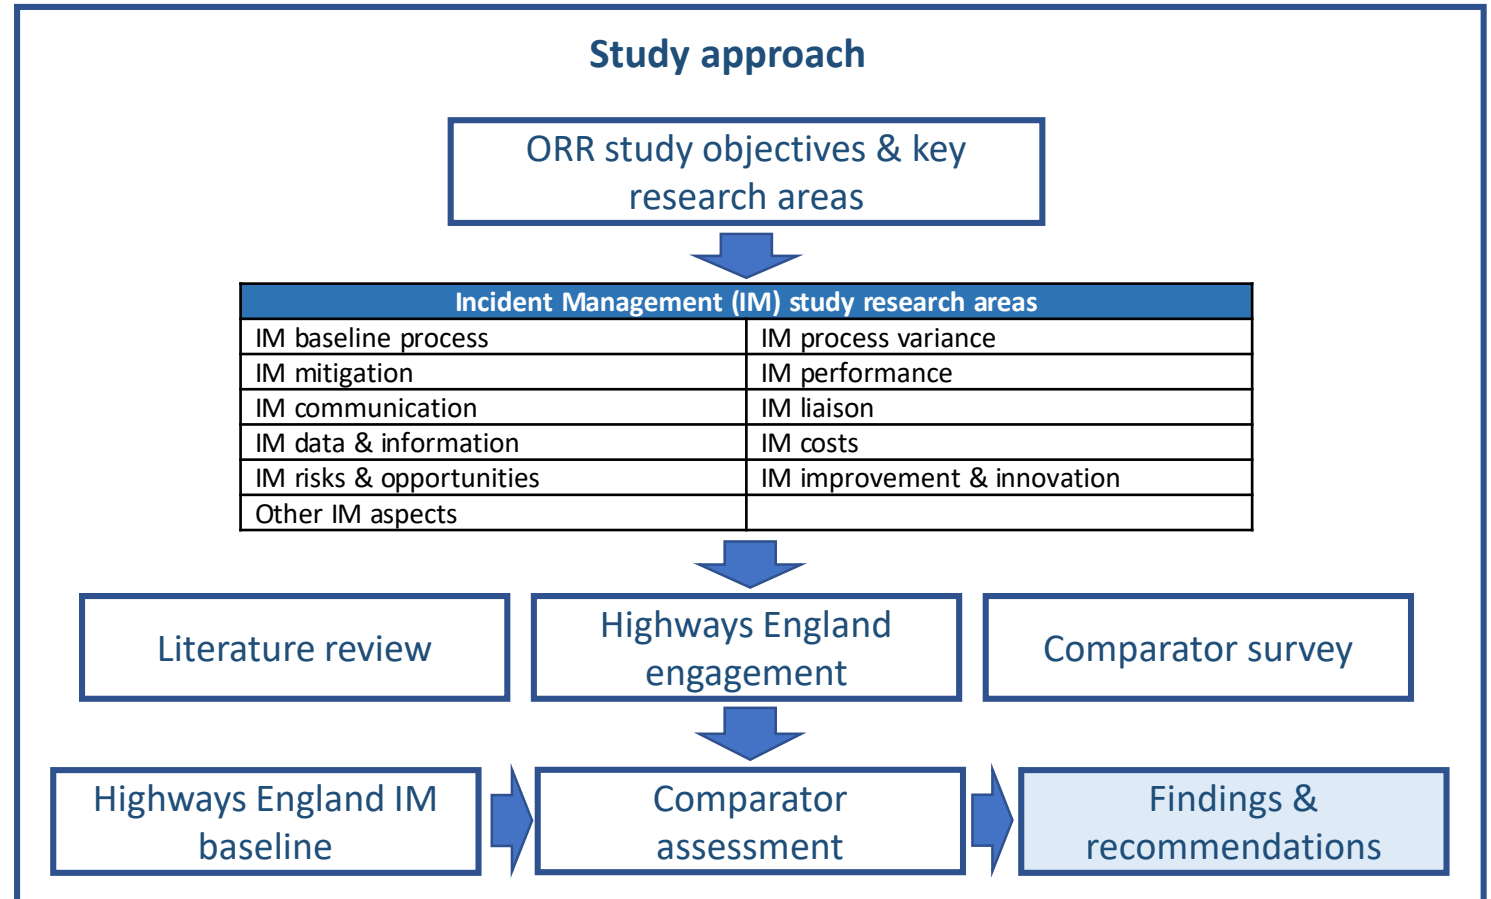 Study approach
ORR study objectives & key
research areas
Incident Management (IM) study research areas
IM baseline process
IM process variance
IM mitigation
IM performance
IM communication
IM liaison
IM data & information
IM costs
IM risks & opportunities
IM improvement & innovation
Other IM aspects
Literature review
Highways England
engagement
Comparator survey
Highways England IM
baseline
Comparator
assessment
Findings &
recommendations